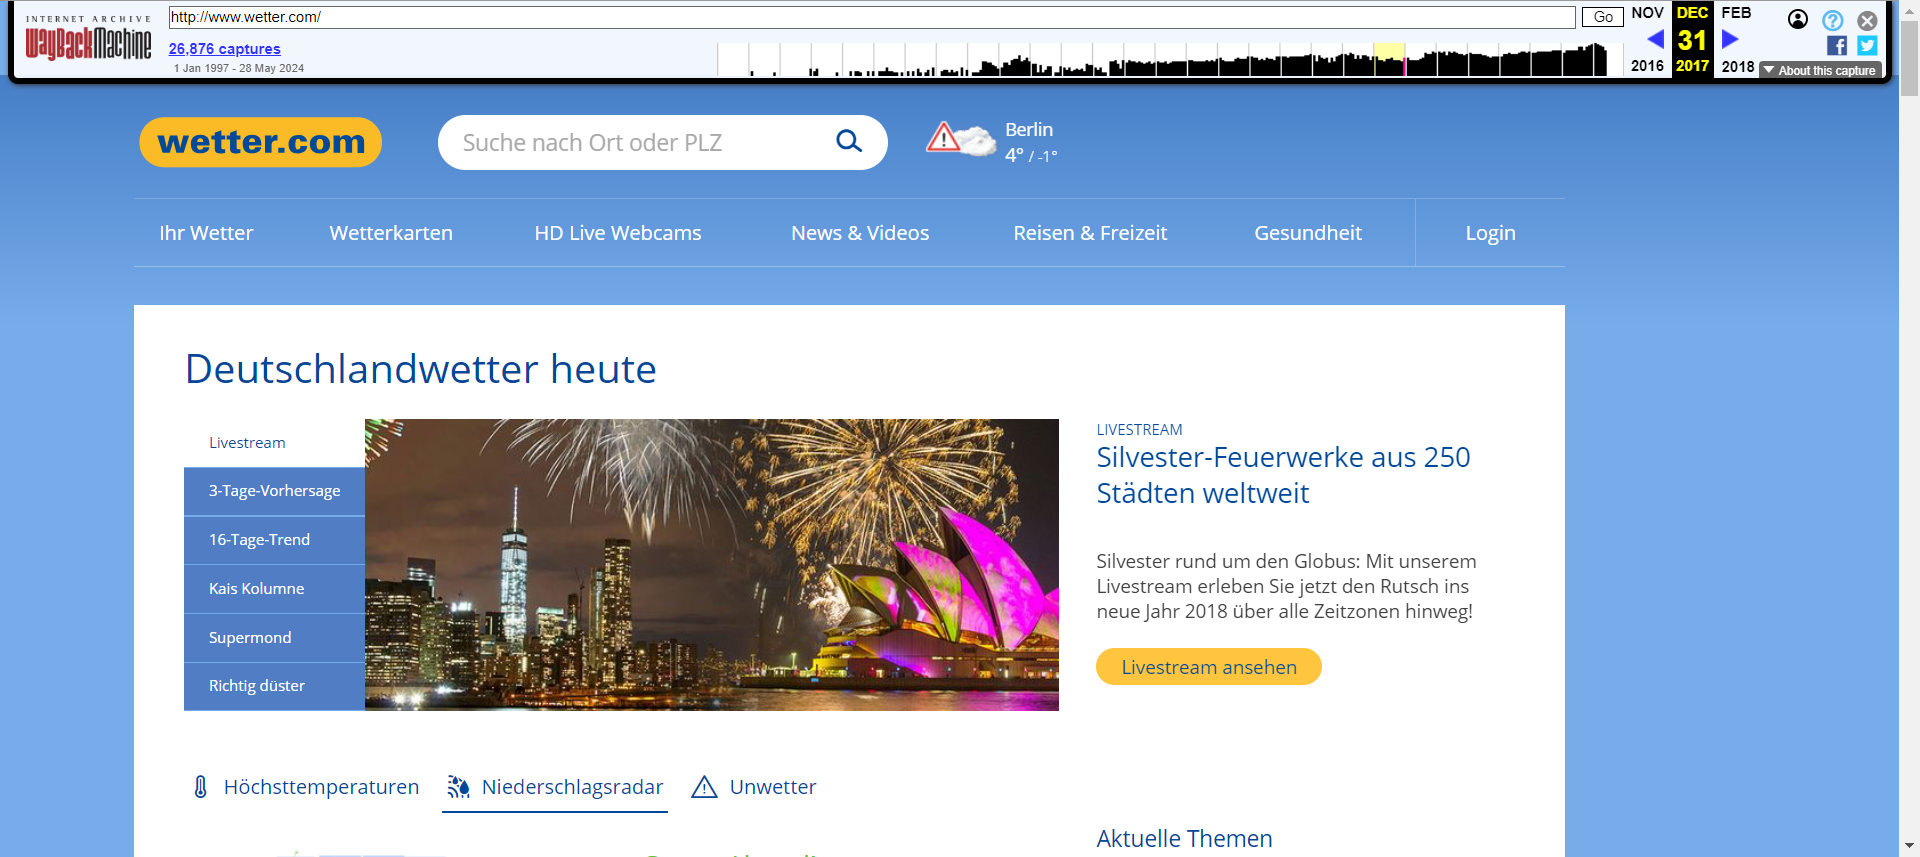 INTERNET ARCHIVE
WayBackMachine
http://www.wetter.com/
Go
26,876 captures
1 Jan 1997 - 28 May 2024
NOV
DEC
FEB
31
2016
2017
2018
About this capture
wetter.com
Suche nach Ort oder PLZ
Berlin
4° / -1°
Ihr Wetter
Wetterkarten
HD Live Webcams
News & Videos
Reisen & Freizeit
Gesundheit
Login
Deutschlandwetter heute
Livestream
3-Tage-Vorhersage
16-Tage-Trend
Kais Kolumne
Supermond
Richtig düster
LIVESTREAM
Silvester-Feuerwerke aus 250
Städten weltweit
Silvester rund um den Globus: Mit unserem
Livestream erleben Sie jetzt den Rutsch ins
neue Jahr 2018 über alle Zeitzonen hinweg!
Livestream ansehen
Höchsttemperaturen
Niederschlagsradar
Unwetter
Aktuelle Themen